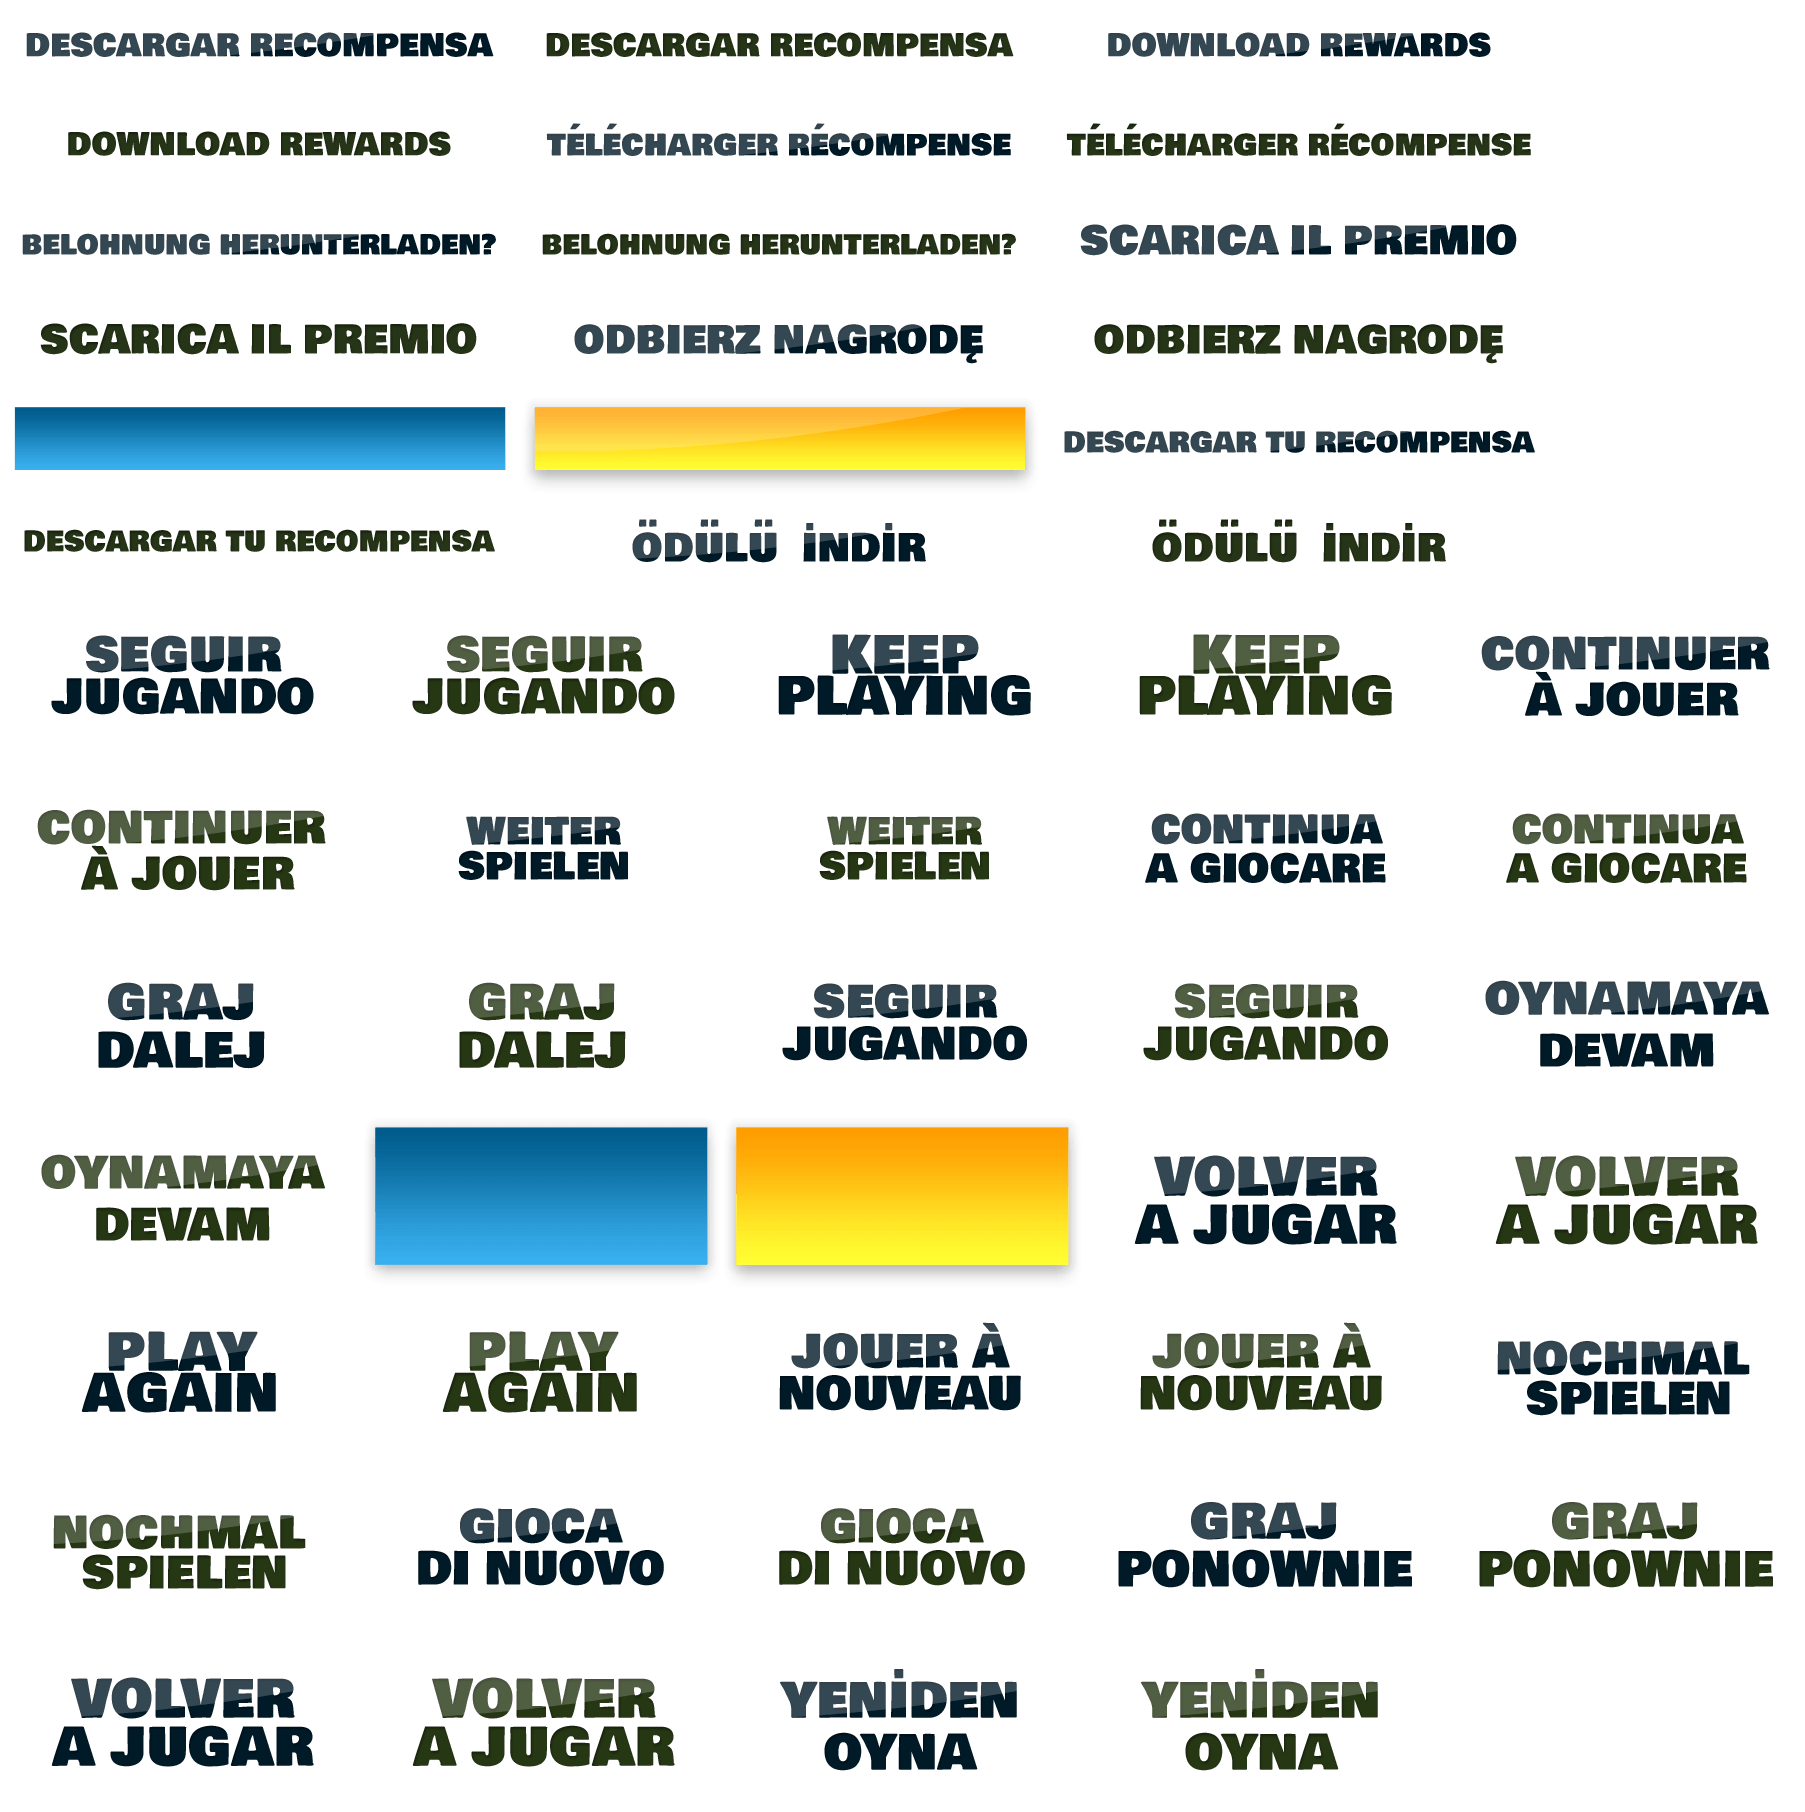 DESCARGAR RECOMPENSA
DESCARGAR RECOMPENSA
DOWNLOAD REWARDS
DOWNLOAD REWARDS
TÉLÉCHARGER RÉCOMPENSE
TÉLÉCHARGER RÉCOMPENSE
BELOHNUNG HERUNTERLADEN?
BELOHNUNG HERUNTERLADEN?
SCARICA IL PREMIO
SCARICA IL PREMIO
ODBIERZ NAGRODĘ
ODBIERZ NAGRODĘ
DESCARGAR TU RECOMPENSA
DESCARGAR TU RECOMPENSA
ÖDÜLÜ İNDİR
ÖDÜLÜ İNDİR
SEGUIR
JUGANDO
SEGUIR
JUGANDO
KEEP
PLAYING
KEEP
PLAYING
CONTINUER
À JOUER
CONTINUER
À JOUER
WEITER
SPIELEN
WEITER
SPIELEN
CONTINUA
A GIOCARE
CONTINUA
A GIOCARE
GRAJ
DALEJ
GRAJ
DALEJ
SEGUIR
JUGANDO
SEGUIR
JUGANDO
OYNAMAYA
DEVAM
OYNAMAYA
DEVAM
VOLVER
A JUGAR
VOLVER
A JUGAR
PLAY
AGAIN
PLAY
AGAIN
JOUER À
NOUVEAU
JOUER À
NOUVEAU
NOCHMAL
SPIELEN
NOCHMAL
SPIELEN
GIOCA
DI NUOVO
GIOCA
DI NUOVO
GRAJ
PONOWNIE
GRAJ
PONOWNIE
VOLVER
A JUGAR
VOLVER
A JUGAR
YENİDEN
OYNA
YENİDEN
OYNA